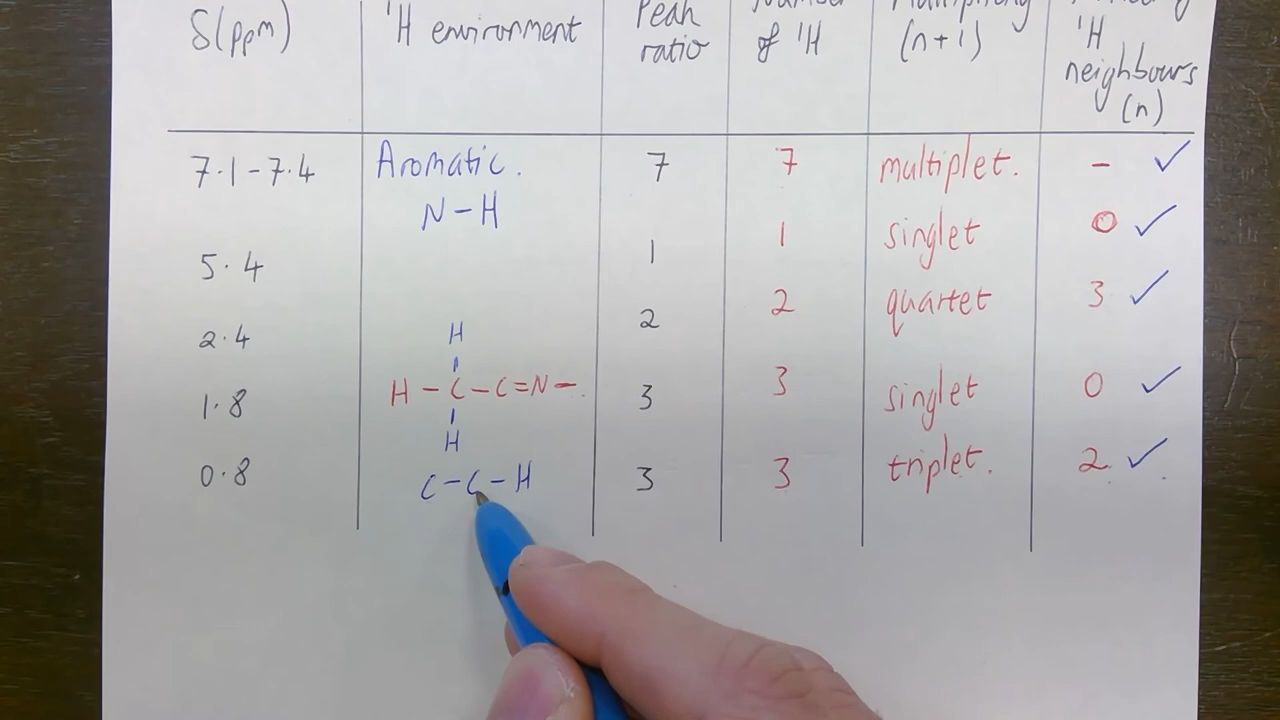 δ(ppm) ¹H environment Peak ratio of ¹H (n+1) ¹H neighbours (n)
7.1-7.4 Aromatic. 7 7 multiplet. - ✓
N-H
5.4 1 1 singlet 0 ✓
2.4 2 2 quartet 3 ✓
H
1.8 H-C-C=N-. 3 3 singlet 0 ✓
H
0.8 C-C-H 3 3 triplet. 2 ✓